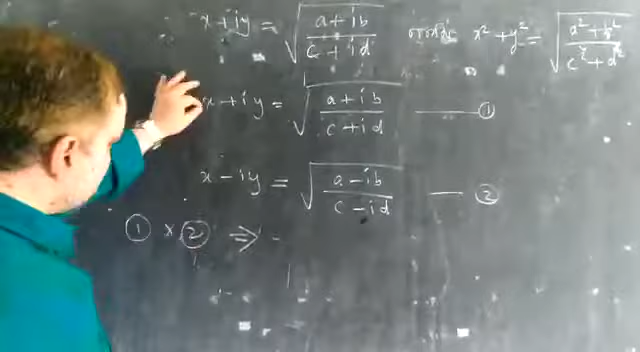 x + iy = √((a + ib)/(c + id)) x² + y² = √((a² + b²)/(c² + d²))
x + iy = √((a + ib)/(c + id)) —— ①
x - iy = √((a - ib)/(c - id)) — ②
① × ② ⇒